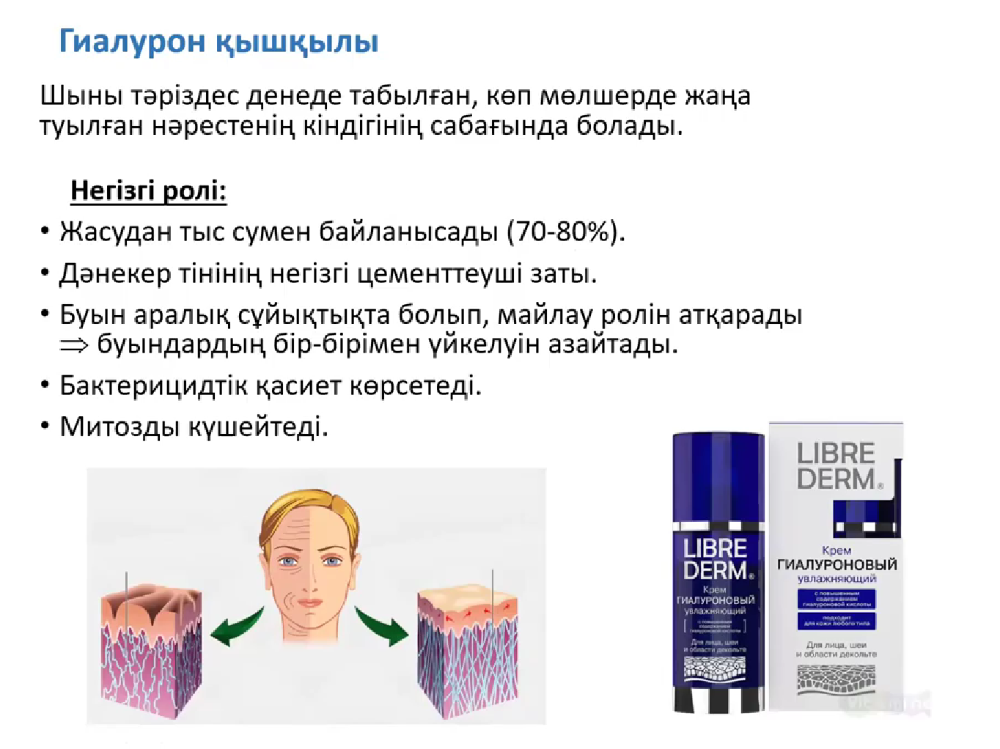 Гиалурон қышқылы
Шыны тәріздес денеде табылған, көп мөлшерде жаңа
туылған нәрестенің кіндігінің сабағында болады.
Негізгі ролі:
• Жасудан тыс сумен байланысады (70-80%).
• Дәнекер тінінің негізгі цементтеуші заты.
• Буын аралық сұйықтықта болып, майлау ролін атқарады
⇒ буындардың бір-бірімен үйкелуін азайтады.
• Бактерицидтік қасиет көрсетеді.
• Митозды күшейтеді.
LIBRE
DERM®
Крем
ГИАЛУРОНОВЫЙ
увлажняющий
с повышенным
содержанием
гиалуроновой кислоты
Для лица, шеи
и области декольте
LIBRE
DERM®
Крем
ГИАЛУРОНОВЫЙ
увлажняющий
с повышенным
содержанием
гиалуроновой кислоты
подходит
для кожи любого типа
Для лица, шеи
и области декольте